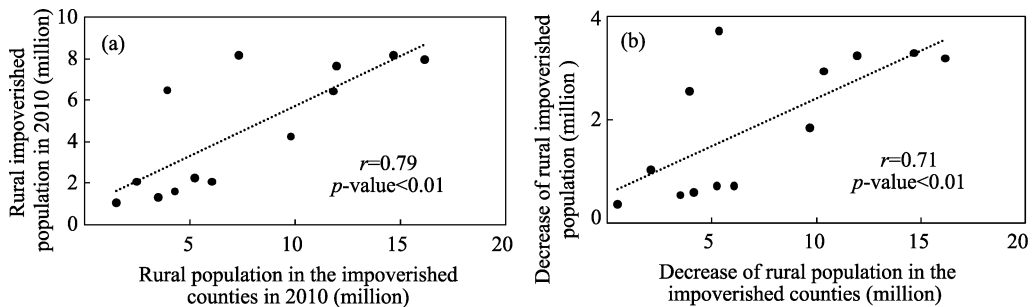 (a)
Rural impoverished
population in 2010 (million)
10
8
6
4
2
0
r=0.79
p-value<0.01
5
10
15
20
Rural population in the impoverished
counties in 2010 (million)
(b)
Decrease of rural impoverished
population (million )
4
2
0
r=0.71
p-value<0.01
5
10
15
20
Decrease of rural population in the
impoverished counties (million)